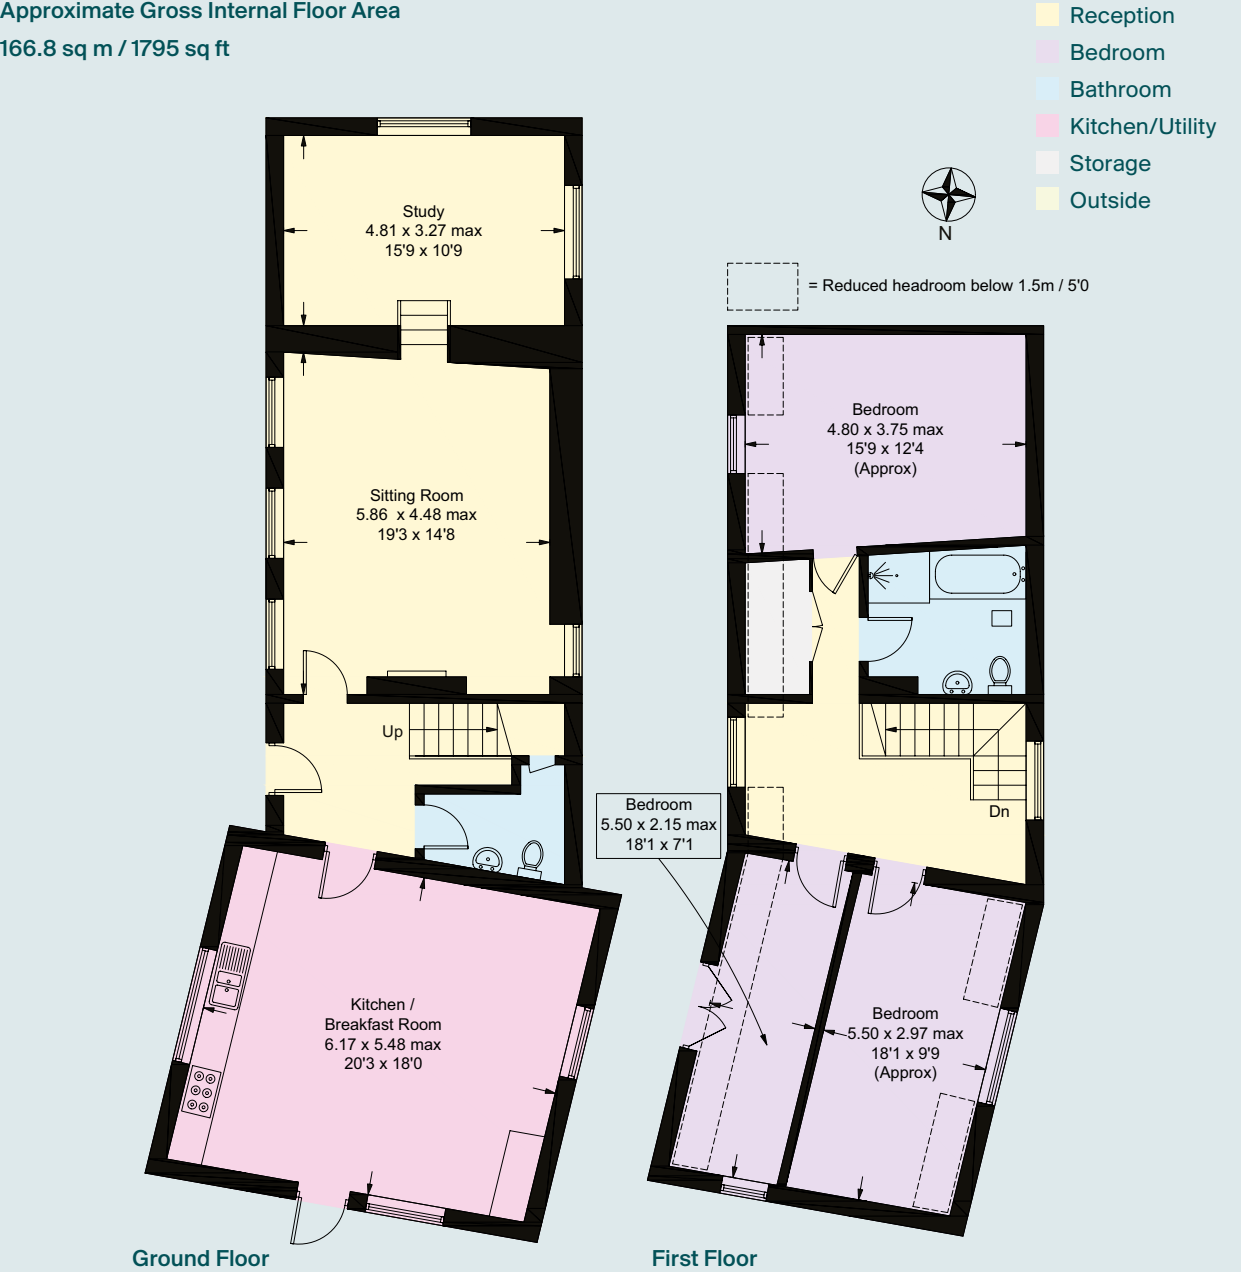 Approximate Gross Internal Floor Area
166.8 sq m / 1795 sq ft
Reception
Bedroom
Bathroom
Kitchen/Utility
Storage
Outside
N
= Reduced headroom below 1.5m / 5'0
Study
4.81 x 3.27 max
15'9 x 10'9
Sitting Room
5.86 x 4.48 max
19'3 x 14'8
Up
Kitchen /
Breakfast Room
6.17 x 5.48 max
20'3 x 18'0
Ground Floor
Bedroom
4.80 x 3.75 max
15'9 x 12'4
(Approx)
Dn
Bedroom
5.50 x 2.15 max
18'1 x 7'1
Bedroom
5.50 x 2.97 max
18'1 x 9'9
(Approx)
First Floor